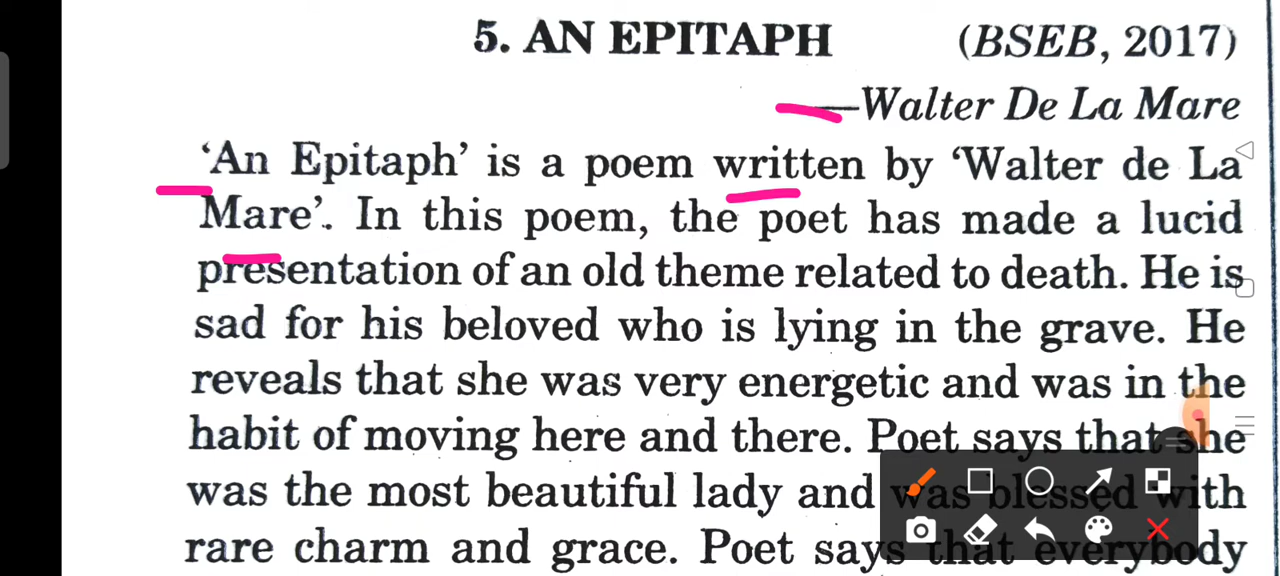 5. AN EPITAPH (BSEB, 2017)
—Walter De La Mare
‘An Epitaph’ is a poem written by ‘Walter de La
Mare’. In this poem, the poet has made a lucid
presentation of an old theme related to death. He is
sad for his beloved who is lying in the grave. He
reveals that she was very energetic and was in the
habit of moving here and there. Poet says that she
was the most beautiful lady and was blessed with
rare charm and grace. Poet says that everybody